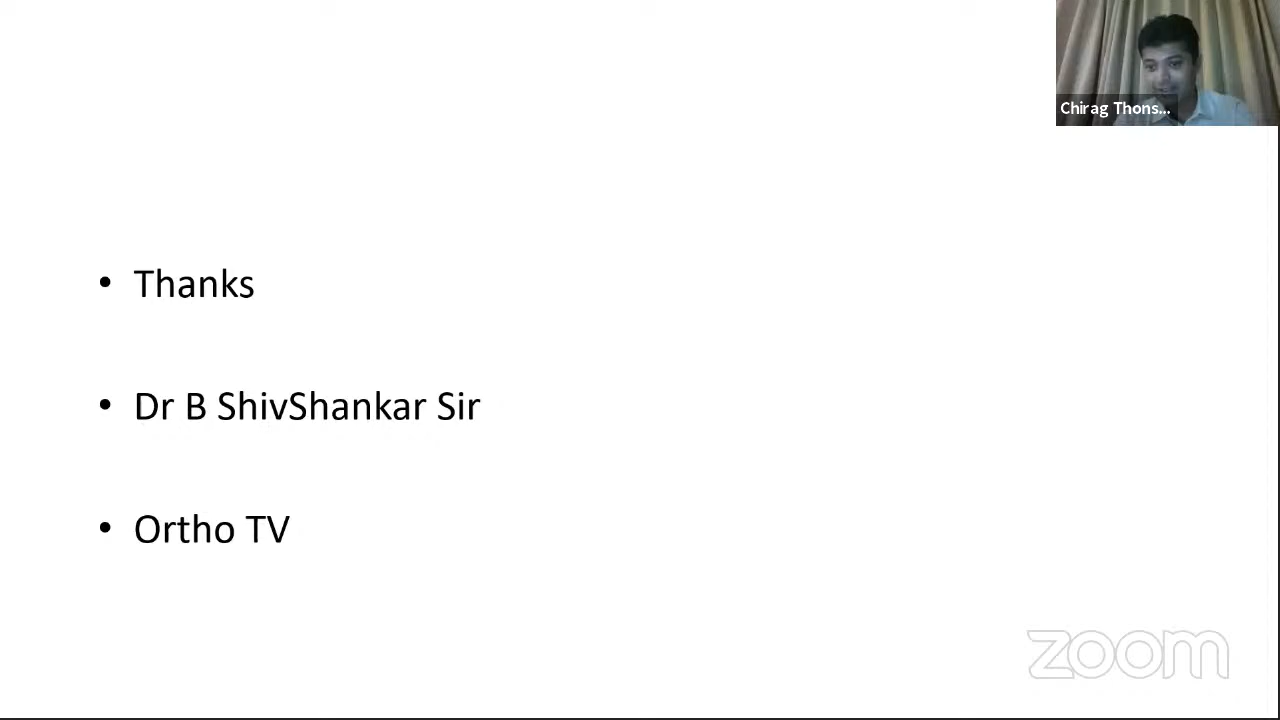 Chirag Thons...
• Thanks
• Dr B ShivShankar Sir
• Ortho TV
zoom